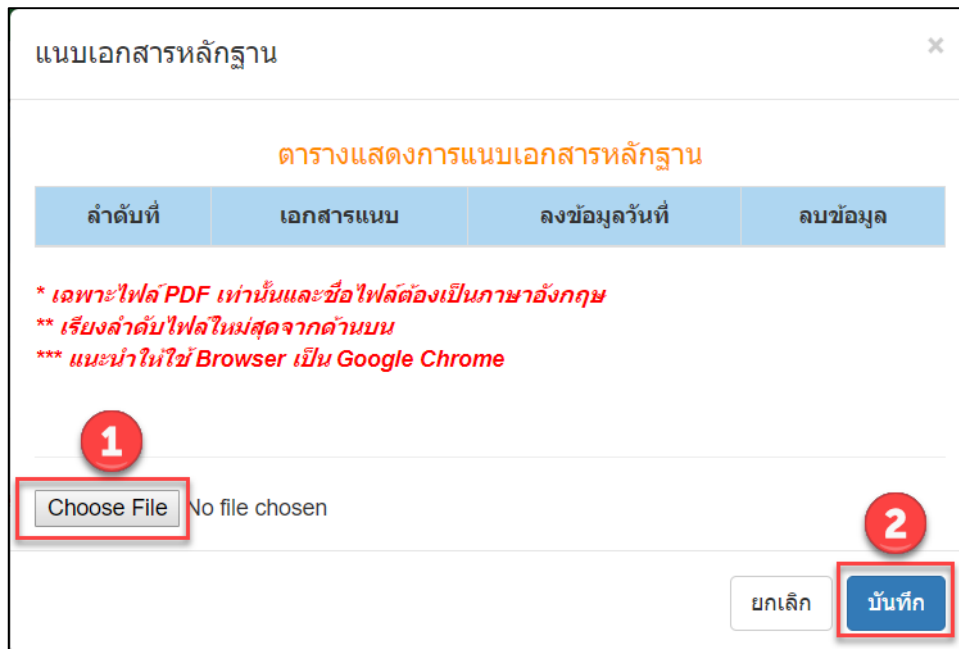 แนบเอกสารหลักฐาน ×
ตารางแสดงการแนบเอกสารหลักฐาน
ลำดับที่ เอกสารแนบ ลงข้อมูลวันที่ ลบข้อมูล
* เฉพาะไฟล์ PDF เท่านั้นและชื่อไฟล์ต้องเป็นภาษาอังกฤษ
** เรียงลำดับไฟล์ใหม่สุดจากด้านบน
*** แนะนำให้ใช้ Browser เป็น Google Chrome
1
Choose File No file chosen
2
ยกเลิก บันทึก